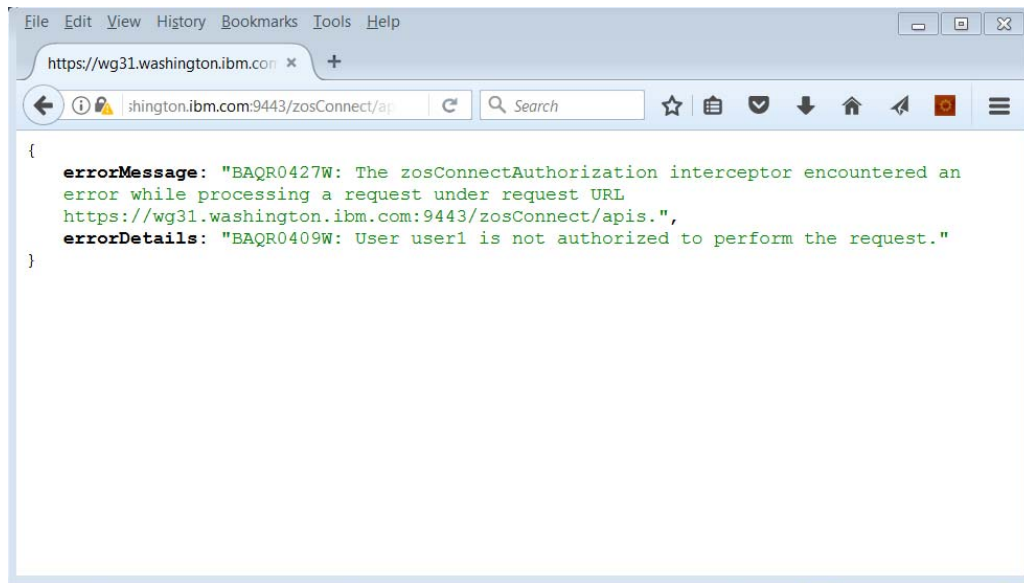 File Edit View History Bookmarks Tools Help
https://wg31.washington.ibm.con
shington.ibm.com:9443/zosConnect/ap
Search
{
errorMessage: "BAQR0427W: The zosConnectAuthorization interceptor encountered an
error while processing a request under request URL
https://wg31.washington.ibm.com:9443/zosConnect/apis.",
errorDetails: "BAQR0409W: User user1 is not authorized to perform the request."
}